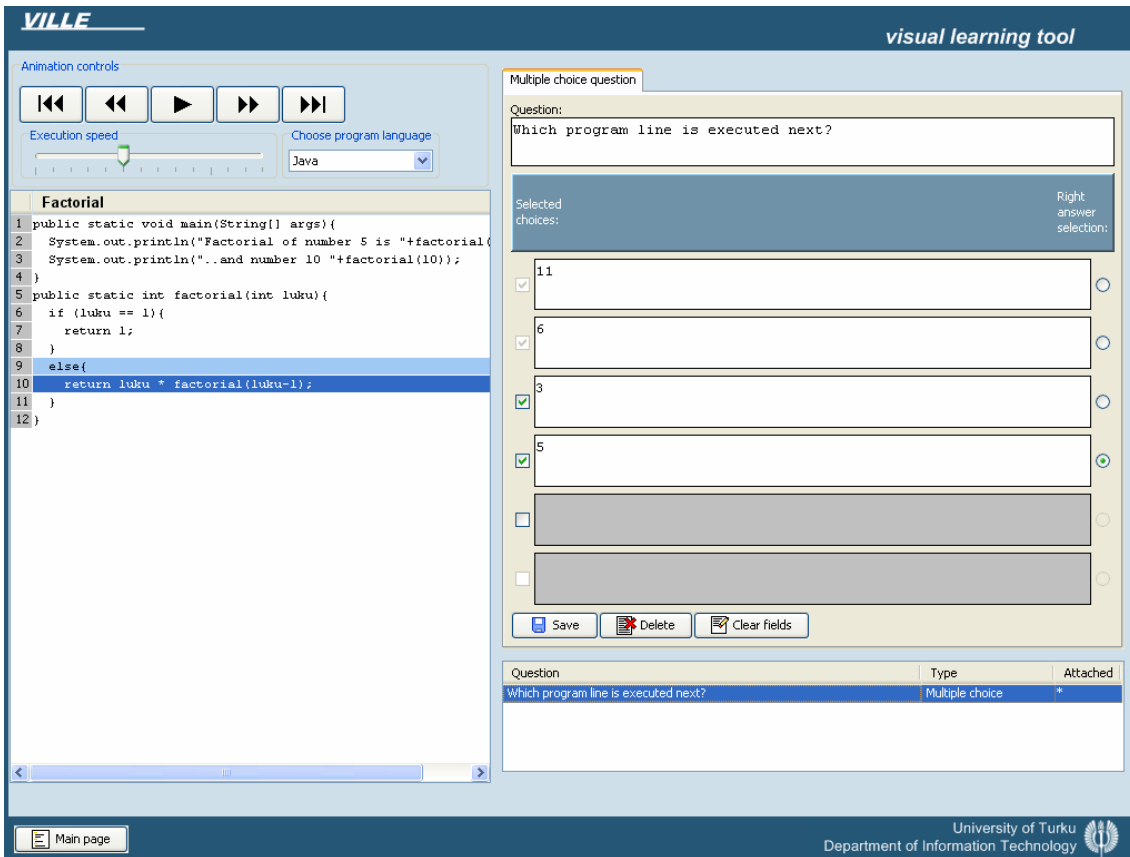 VILLE
visual learning tool
Animation controls
Execution speed
Choose program language
Java
Factorial
1 public static void main(String[] args){
2 System.out.println("Factorial of number 5 is "+factorial(
3 System.out.println("..and number 10 "+factorial(10));
4 }
5 public static int factorial(int luku){
6 if (luku == 1){
7 return 1;
8 }
9 else{
10 return luku * factorial(luku-1);
11 }
12 }
Multiple choice question
Question:
Which program line is executed next?
Selected
choices:
Right
answer
selection:
11
6
3
5
Save Delete Clear fields
Question Type Attached
Which program line is executed next? Multiple choice *
Main page
University of Turku
Department of Information Technology